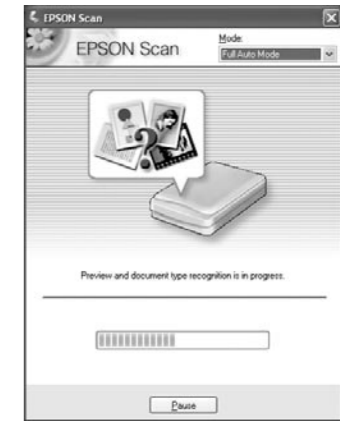 EPSON Scan
EPSON Scan
Mode:
Full Auto Mode
?
Preview and document type recognition is in progress.
Pause